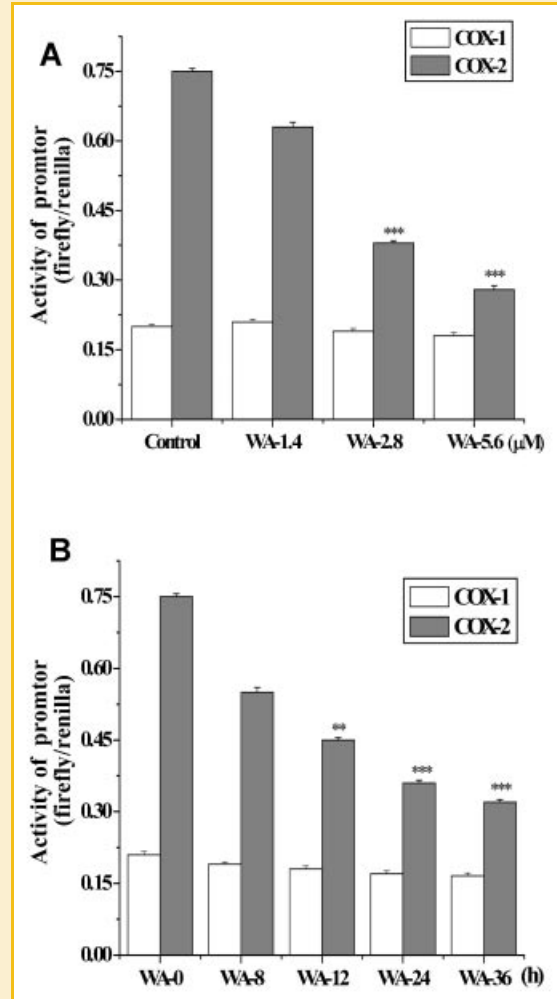 A
COX-1
COX-2
0.75
0.60
0.45
0.30
0.15
0.00
Activity of promtor
(firefly/renilla)
***
***
Control WA-1.4 WA-2.8 WA-5.6 (μM)
B
COX-1
COX-2
0.75
0.60
0.45
0.30
0.15
0.00
Activity of promtor
(firefly/renilla)
**
***
***
WA-0 WA-8 WA-12 WA-24 WA-36 (h)